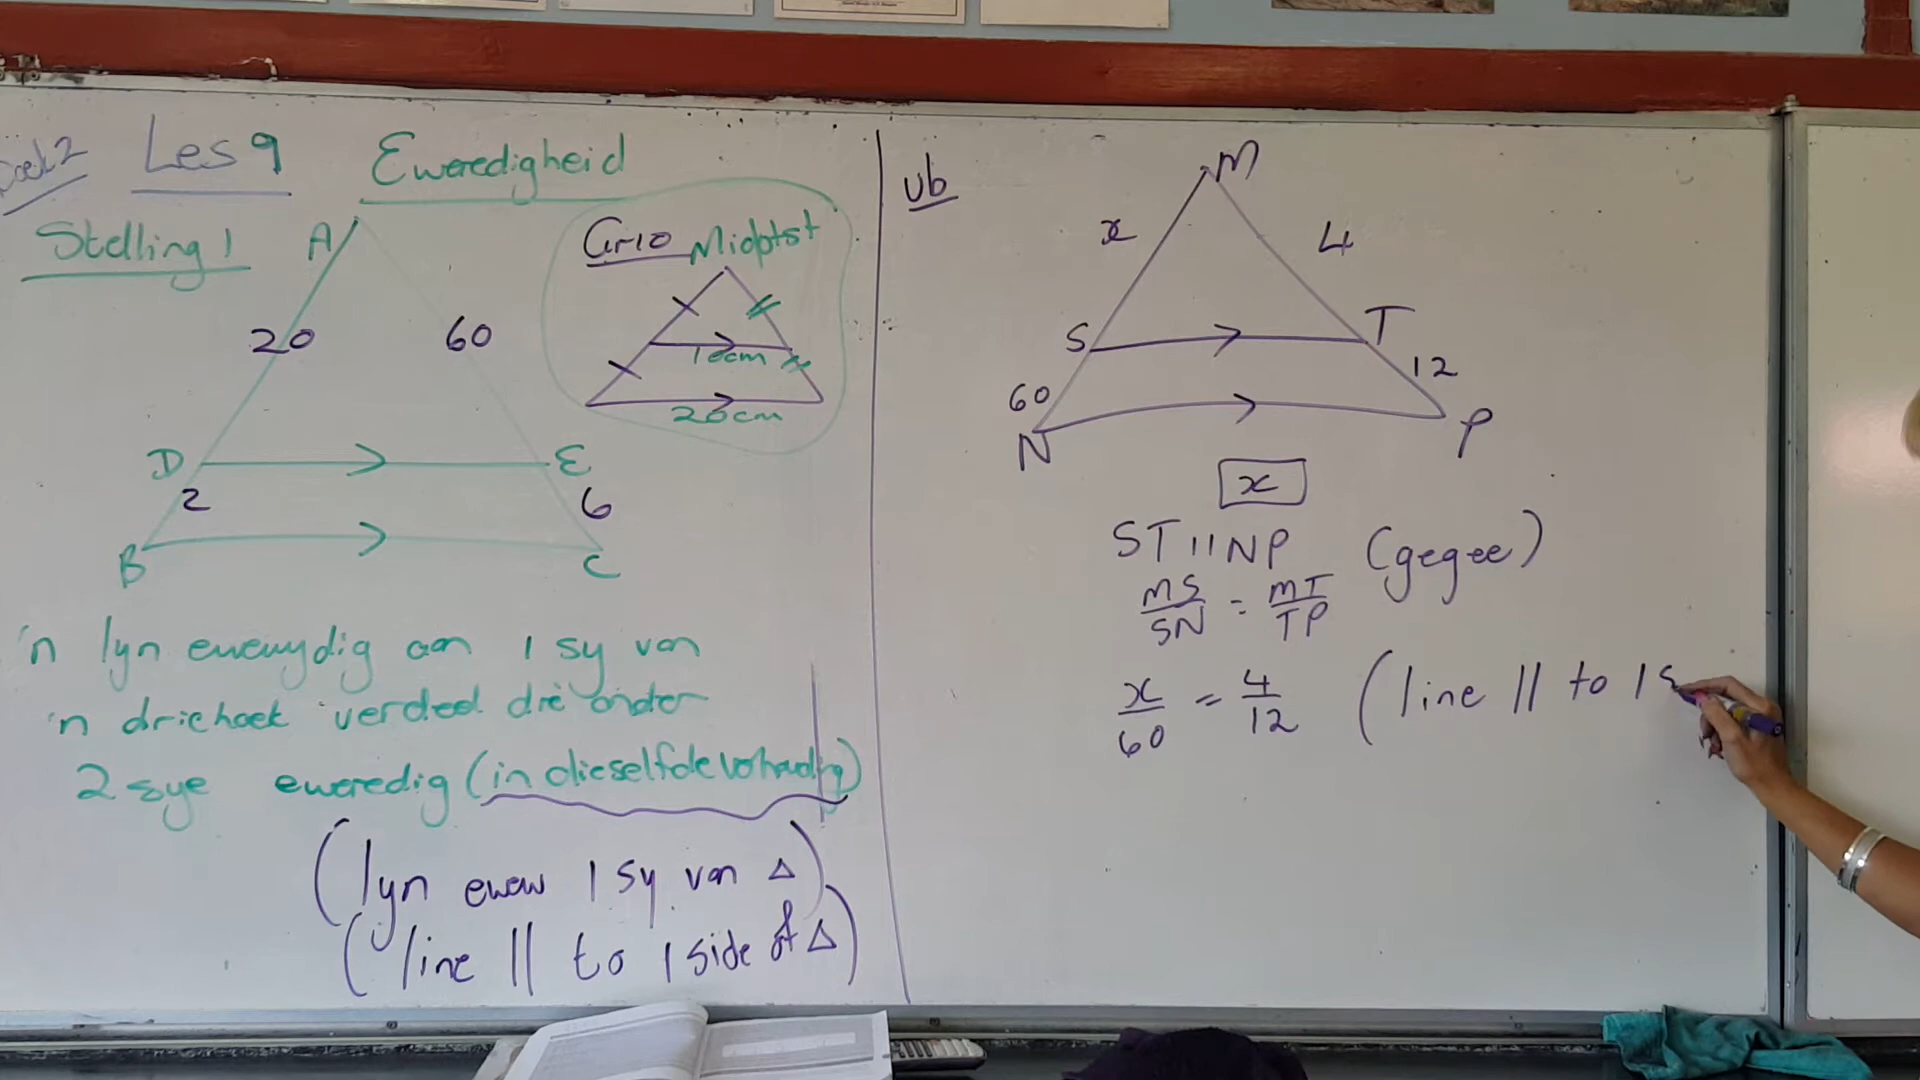 Les 9 Eweredigheid
Stelling 1
A
20
60
D
E
2
6
B
C
Gr10 Midptst
10cm
20cm
'n lyn ewewydig aan 1 sy van
'n driehoek verdeel die ander
2 sye eweredig (in dieselfde verhouding)
(lyn eww 1 sy van Δ)
(line || to 1 side of Δ)
vb
M
x
4
S
T
60
12
N
P
x
ST || NP (gegee)
MS/SN = MT/TP
x/60 = 4/12 (line || to 1 s